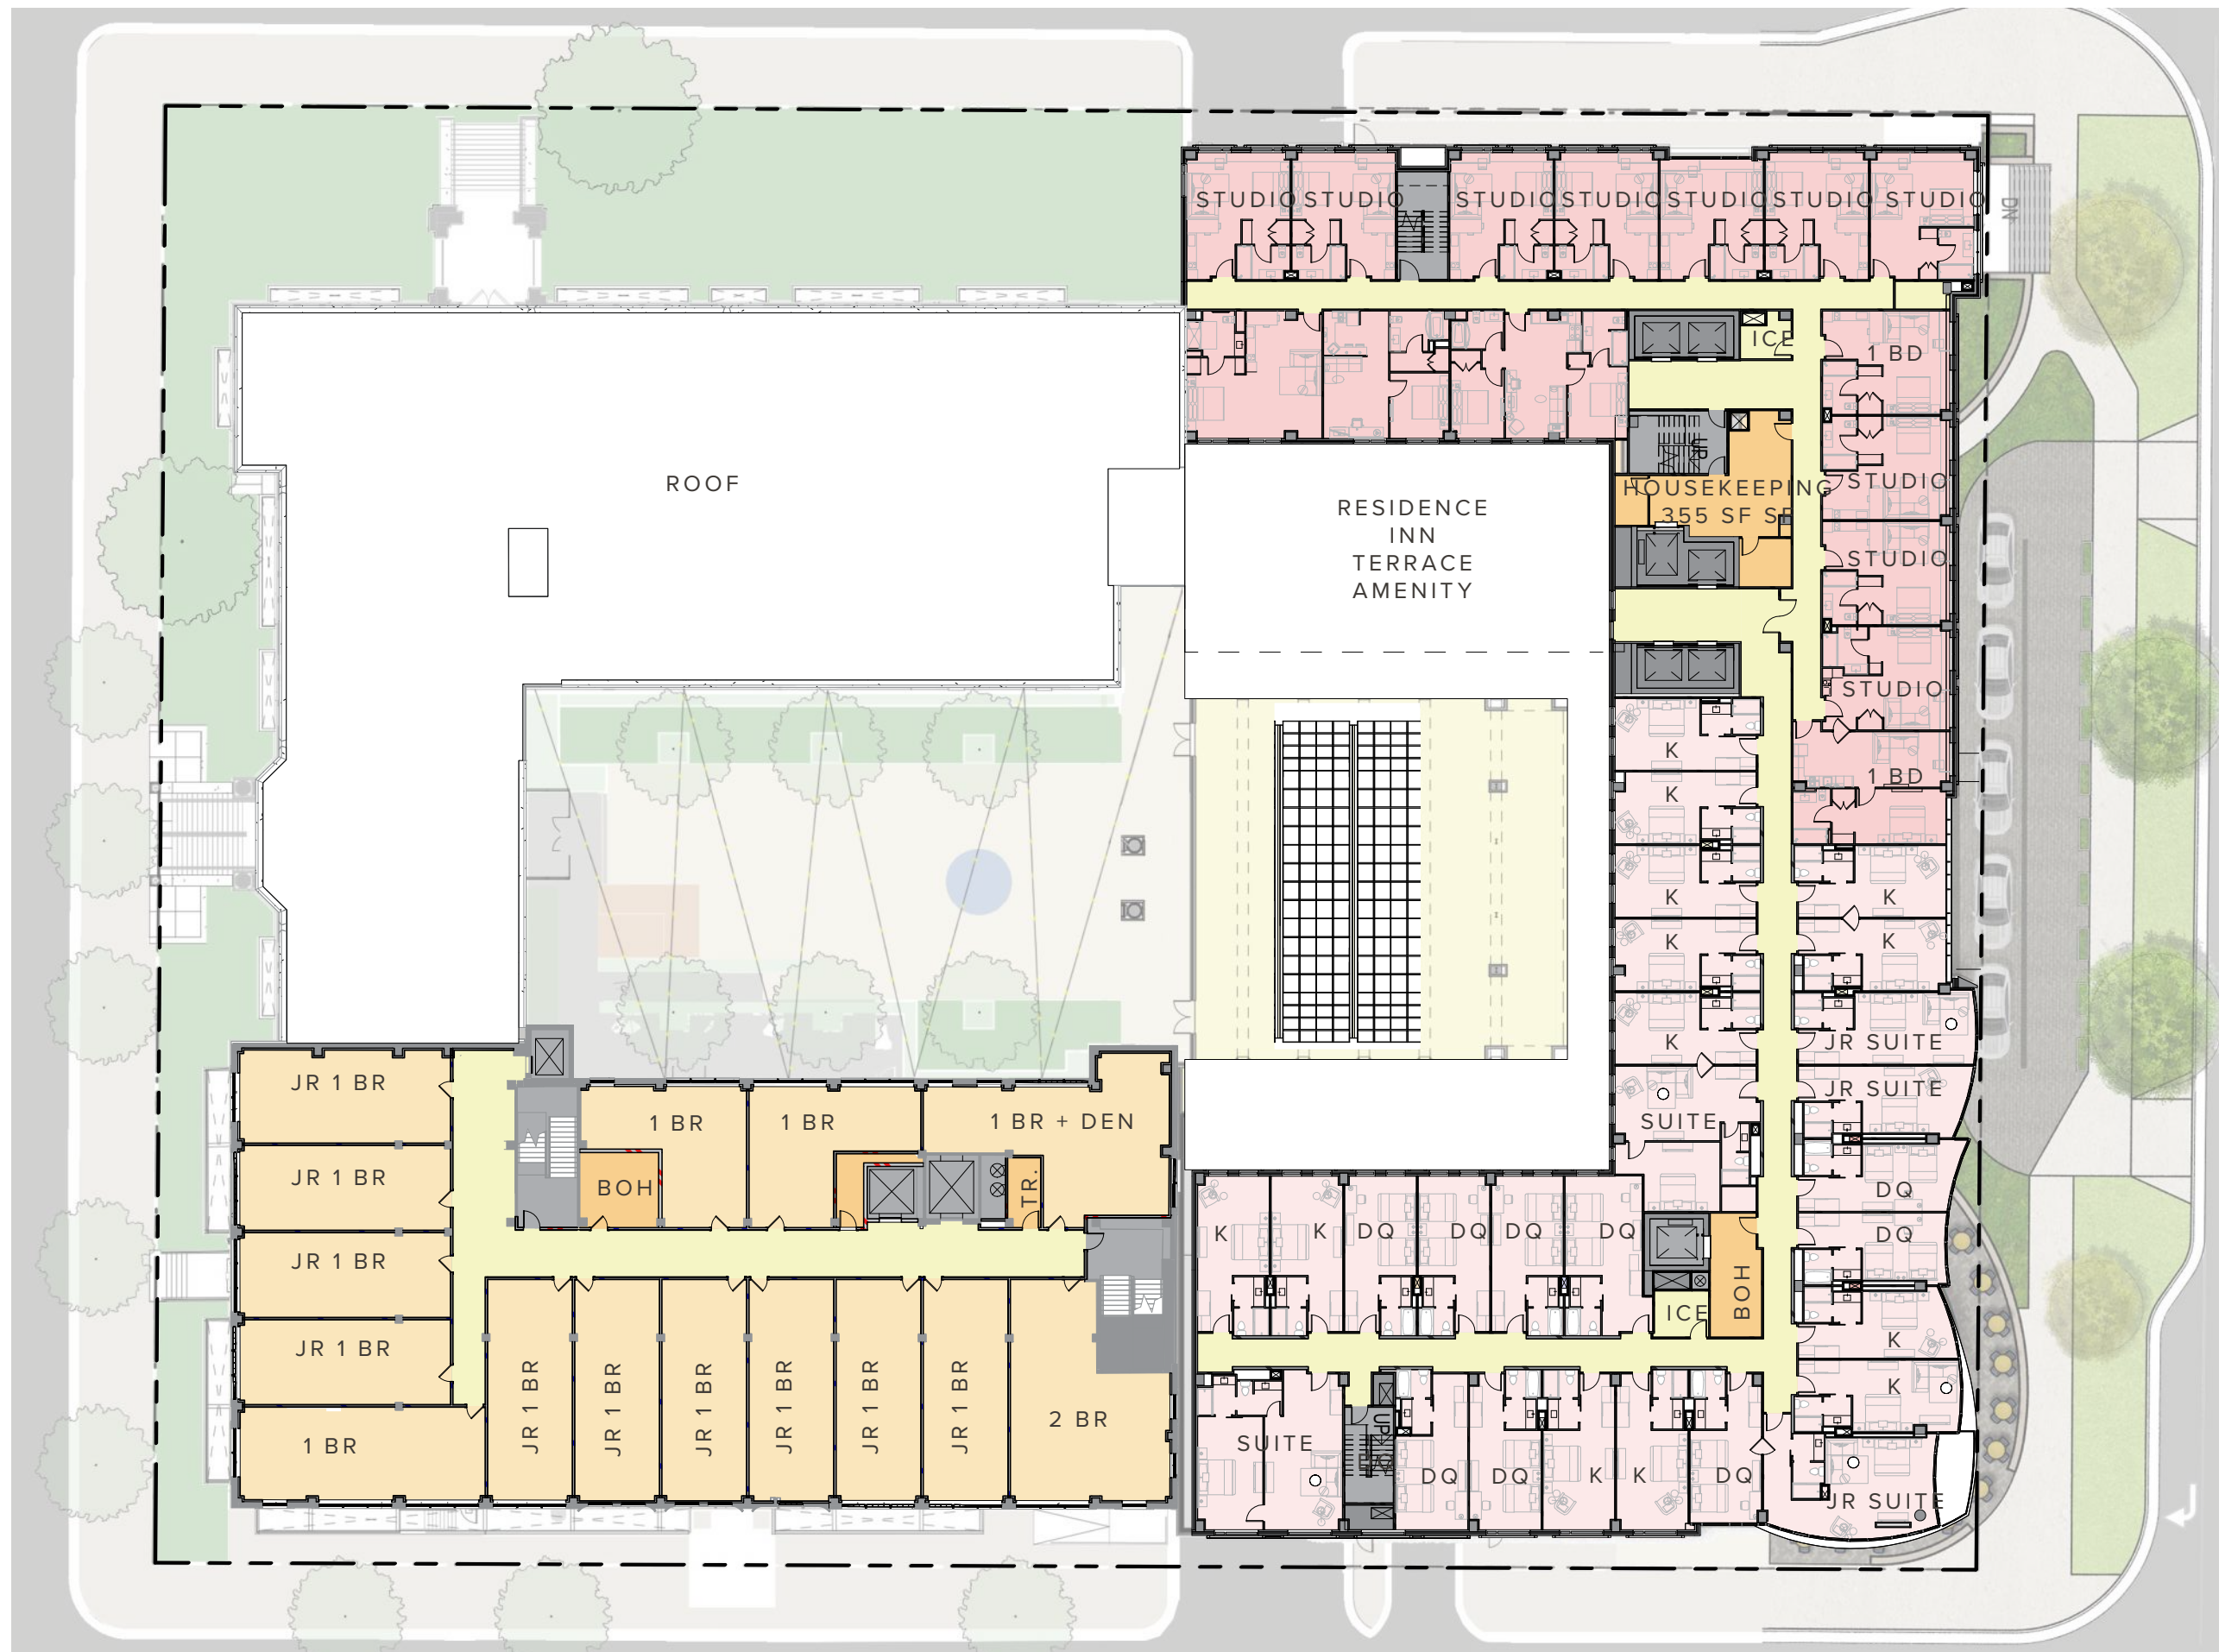 STUDIO STUDIO STUDIO STUDIO STUDIO STUDIO STUDIO
DN
ICE
1 BD
ROOF
STUDIO
HOUSEKEEPING
355 SF SF
RESIDENCE
INN
TERRACE
AMENITY
UP
STUDIO
STUDIO
K
1 BD
K
K
K
K
K
K
JR SUITE
JR SUITE
SUITE
JR 1 BR
1 BR
1 BR
1 BR + DEN
JR 1 BR
BOH
TR.
DQ
DQ
K
K
DQ
DQ
DQ
DQ
JR 1 BR
BOH
ICE
K
JR 1 BR
K
JR 1 BR
JR 1 BR
JR 1 BR
JR 1 BR
JR 1 BR
JR 1 BR
2 BR
1 BR
SUITE
UP
DQ
DQ
K
K
DQ
JR SUITE